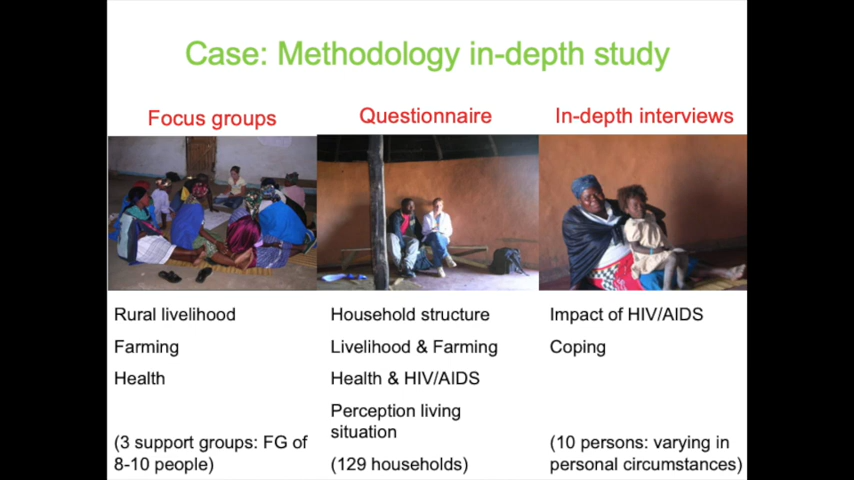 Case: Methodology in-depth study
Focus groups
Rural livelihood
Farming
Health
(3 support groups: FG of
8-10 people)
Questionnaire
Household structure
Livelihood & Farming
Health & HIV/AIDS
Perception living
situation
(129 households)
In-depth interviews
Impact of HIV/AIDS
Coping
(10 persons: varying in
personal circumstances)